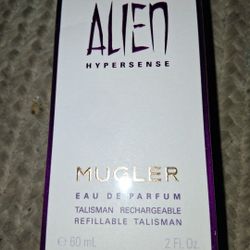 ALIEN
HYPERSENSE
MUGLER
EAU DE PARFUM
TALISMAN RECHARGEABLE
REFILLABLE TALISMAN
℮ 60 ml 2 Fl. Oz.